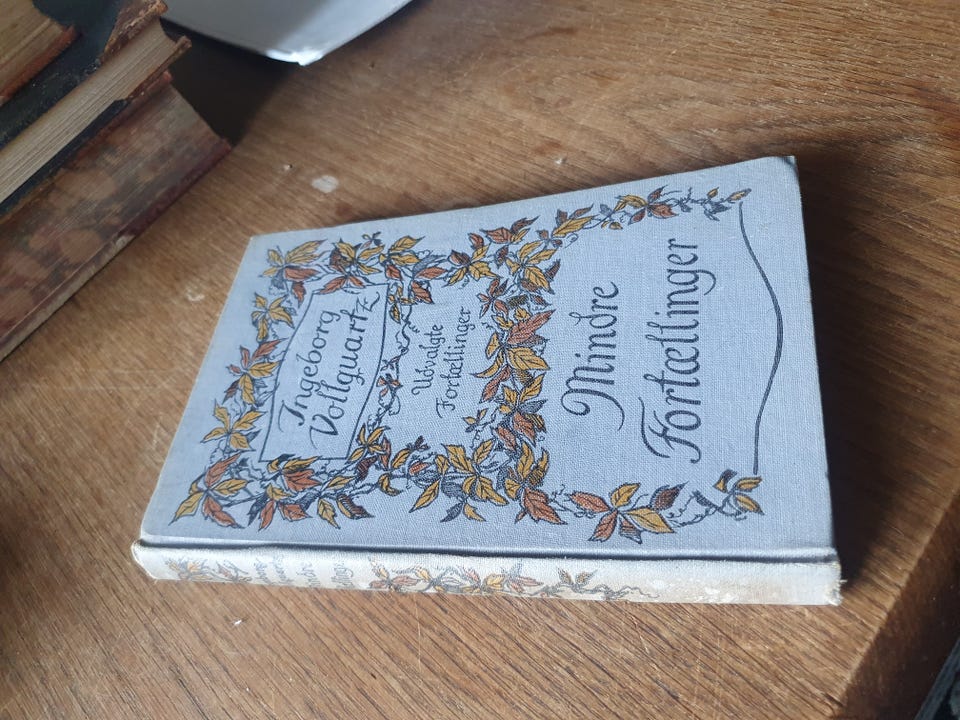 Ingeborg
Vollquartz
Udvalgte
Fortællinger
Mindre
Fortællinger